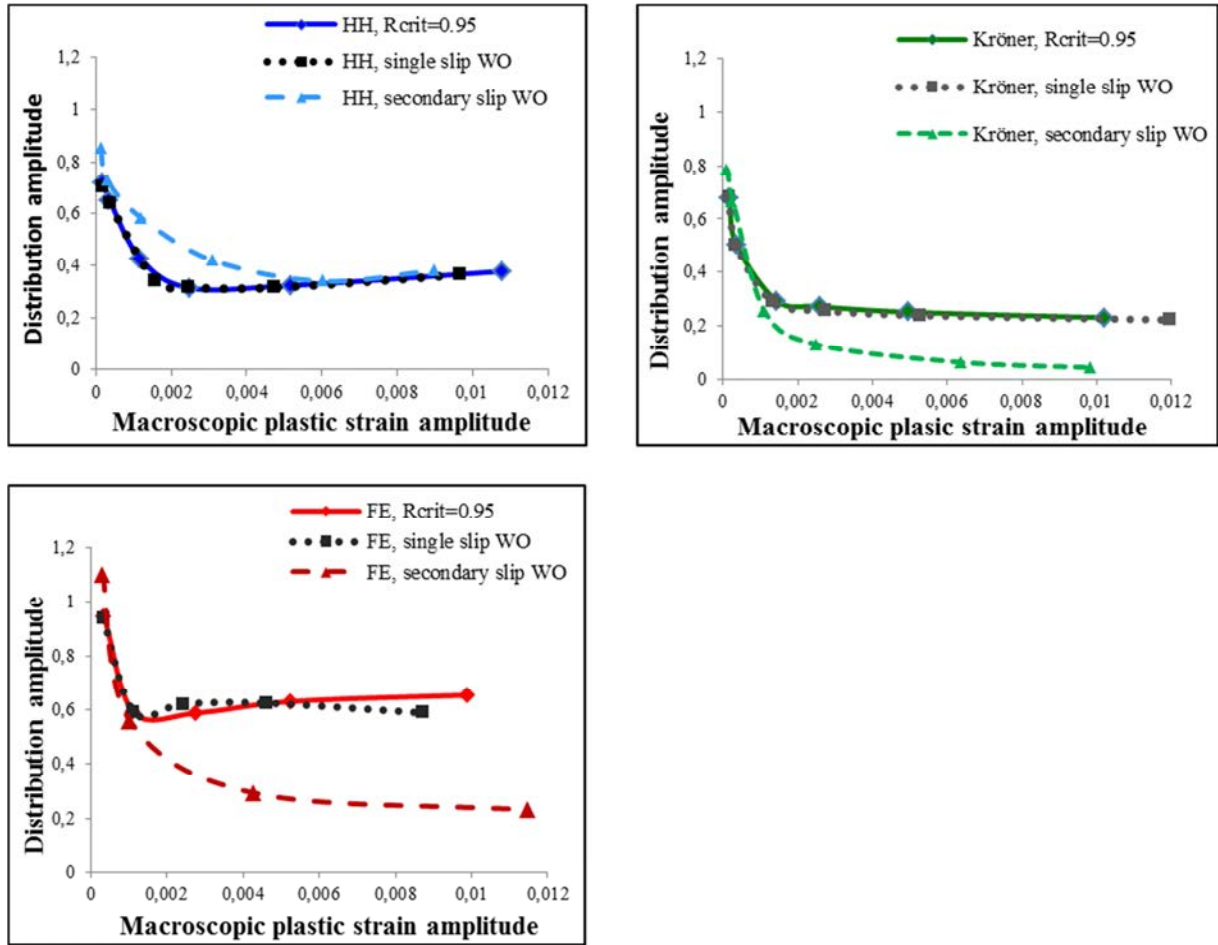 HH, Rcrit=0.95
HH, single slip WO
HH, secondary slip WO
1,2
1
0,8
0,6
0,4
0,2
0
Distribution amplitude
0 0,002 0,004 0,006 0,008 0,01 0,012
Macroscopic plastic strain amplitude
Kröner, Rcrit=0.95
Kröner, single slip WO
Kröner, secondary slip WO
1,2
1
0,8
0,6
0,4
0,2
0
Distribution amplitude
0 0,002 0,004 0,006 0,008 0,01 0,012
Macroscopic plasic strain amplitude
FE, Rcrit=0.95
FE, single slip WO
FE, secondary slip WO
1,2
1
0,8
0,6
0,4
0,2
0
Distribution amplitude
0 0,002 0,004 0,006 0,008 0,01 0,012
Macroscopic plastic strain amplitude